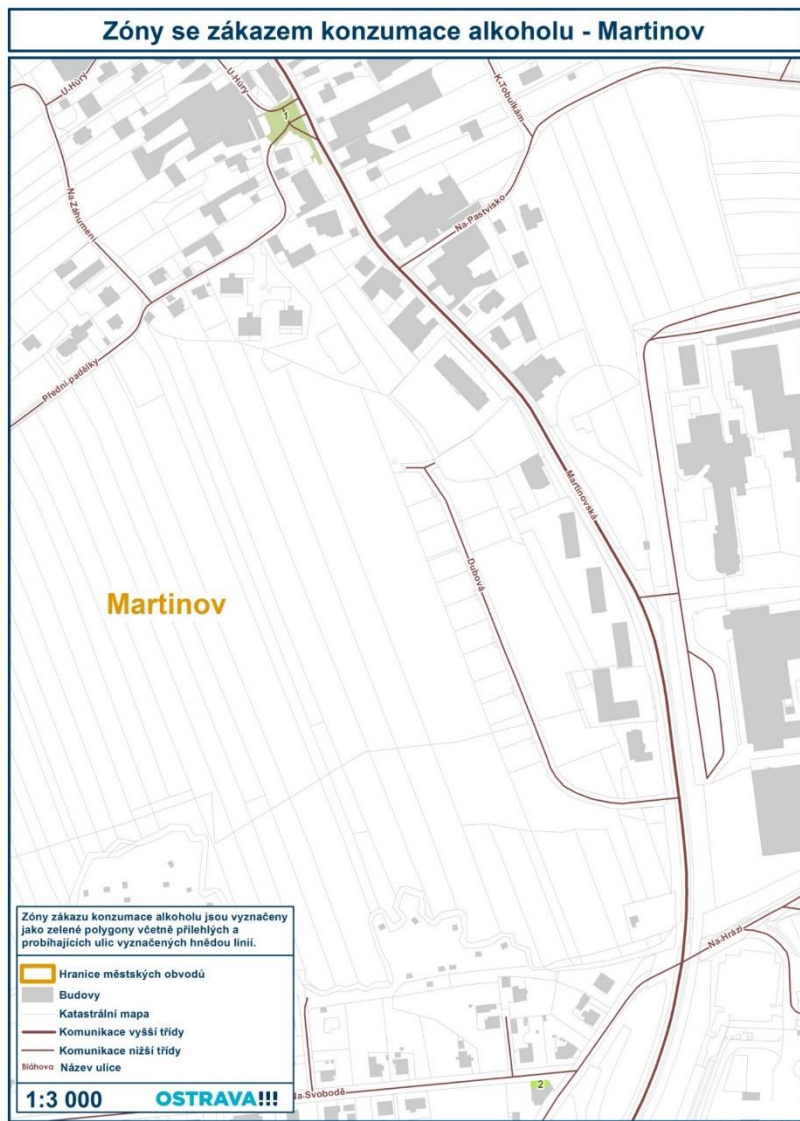 Zóny se zákazem konzumace alkoholu - Martinov
U Hůry
U Hůry
1
K Tobulkám
Na Záhumení
Na Pastvisko
Přední padělky
Martinovská
Dubová
Martinov
Zóny zákazu konzumace alkoholu jsou vyznačeny
jako zelené polygony včetně přilehlých a
probíhajících ulic vyznačených hnědou linií.
Hranice městských obvodů
Budovy
Katastrální mapa
Komunikace vyšší třídy
Komunikace nižší třídy
Bláhova Název ulice
1:3 000 OSTRAVA!!!
Na Hrázi
Na Svobodě
2